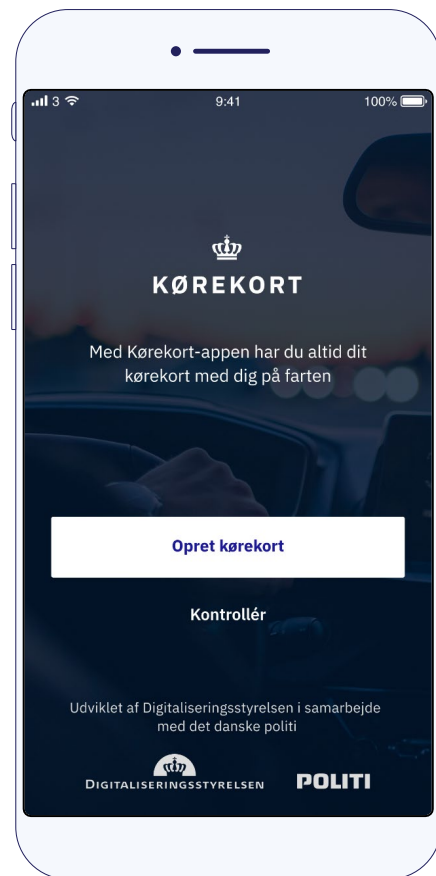 3 9:41 100%
KØREKORT
Med Kørekort-appen har du altid dit
kørekort med dig på farten
Opret kørekort
Kontrollér
Udviklet af Digitaliseringsstyrelsen i samarbejde
med det danske politi
DIGITALISERINGSSTYRELSEN POLITI